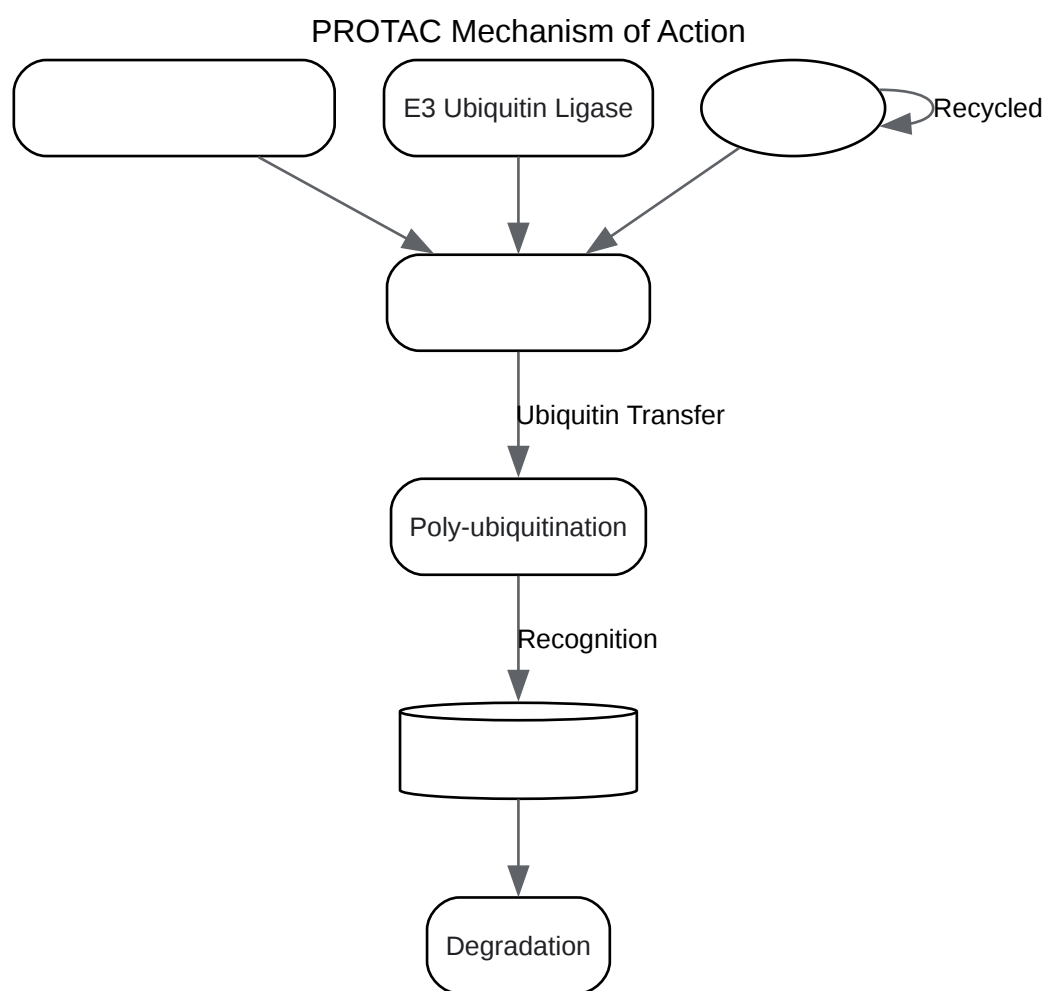 PROTAC Mechanism of Action
E3 Ubiquitin Ligase
Recycled
Ubiquitin Transfer
Poly-ubiquitination
Recognition
Degradation